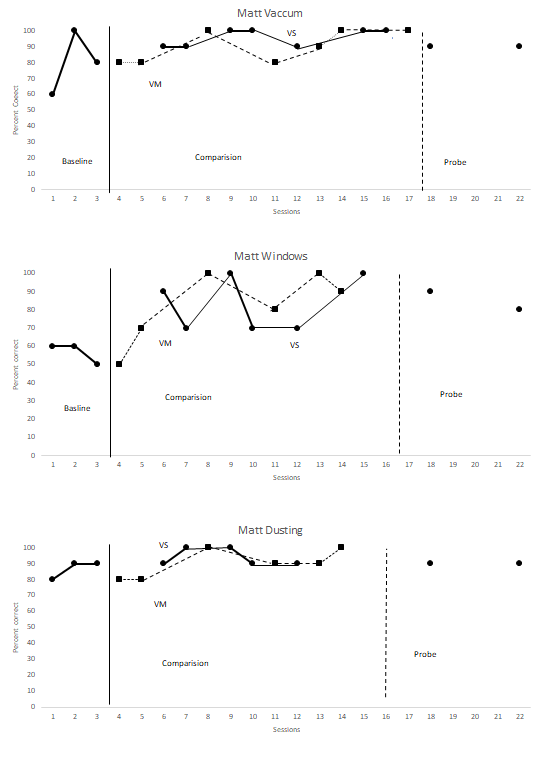 Matt Vaccum
100
90
80
70
60
50
40
30
20
10
0
Percent Coeect
VS
VM
Baseline
Comparision
Probe
1 2 3 4 5 6 7 8 9 10 11 12 13 14 15 16 17 18 19 20 21 22
Sessions
Matt Windows
100
90
80
70
60
50
40
30
20
10
0
Percent correct
VM
VS
Basline
Comparision
Probe
1 2 3 4 5 6 7 8 9 10 11 12 13 14 15 16 17 18 19 20 21 22
Sessions
Matt Dusting
100
90
80
70
60
50
40
30
20
10
0
Percent correct
VS
VM
Comparision
Probe
1 2 3 4 5 6 7 8 9 10 11 12 13 14 15 16 17 18 19 20 21 22
Sessions